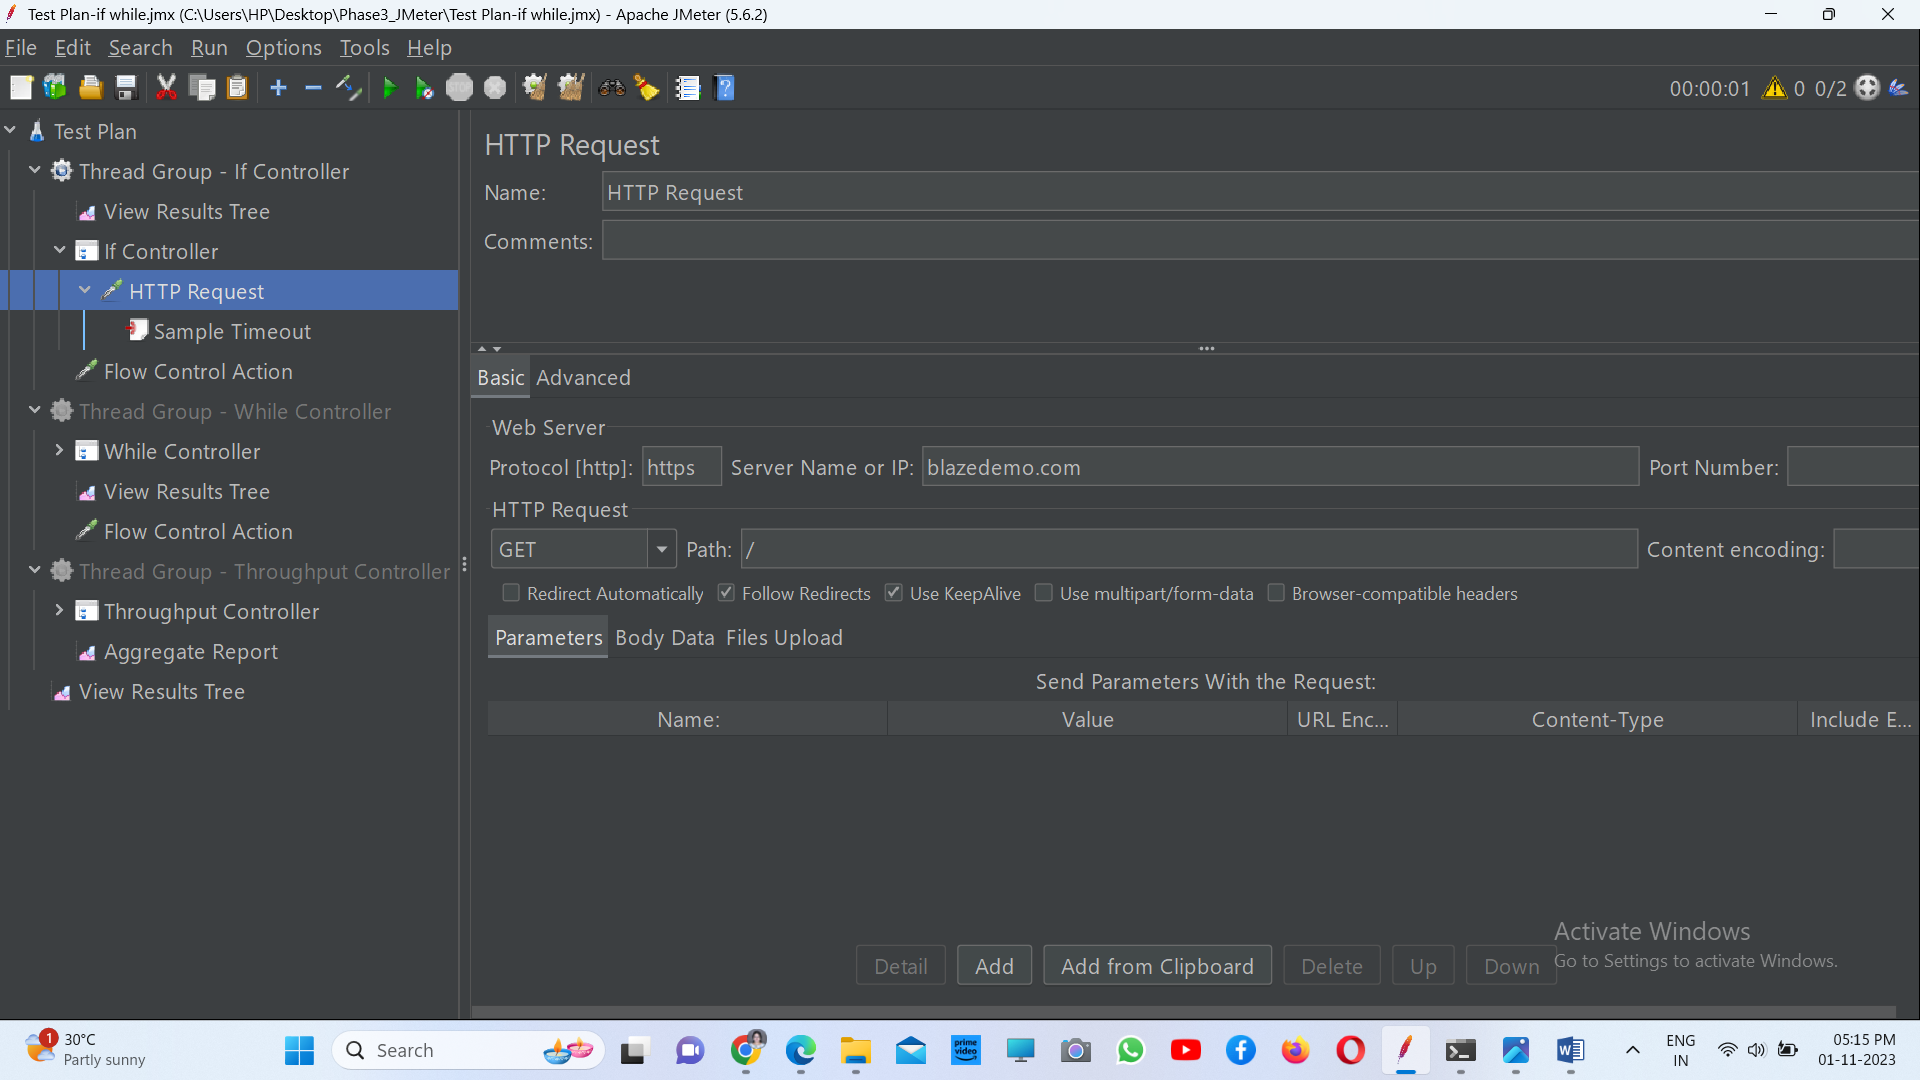 Test Plan-if while.jmx (C:\Users\HP\Desktop\Phase3_JMeter\Test Plan-if while.jmx) - Apache JMeter (5.6.2)
File Edit Search Run Options Tools Help
STOP
?
00:00:01 0 0/2
Test Plan
Thread Group - If Controller
View Results Tree
If Controller
HTTP Request
Sample Timeout
Flow Control Action
Thread Group - While Controller
While Controller
View Results Tree
Flow Control Action
Thread Group - Throughput Controller
Throughput Controller
Aggregate Report
View Results Tree
HTTP Request
Name: HTTP Request
Comments:
Basic Advanced
Web Server
Protocol [http]: https Server Name or IP: blazedemo.com Port Number:
HTTP Request
GET Path: / Content encoding:
Redirect Automatically Follow Redirects Use KeepAlive Use multipart/form-data Browser-compatible headers
Parameters Body Data Files Upload
Send Parameters With the Request:
Name: Value URL Enc... Content-Type Include E...
Detail Add Add from Clipboard Delete Up Down
Activate Windows
Go to Settings to activate Windows.
1 30°C
Partly sunny
Search
prime video
W
ENG
IN
05:15 PM
01-11-2023